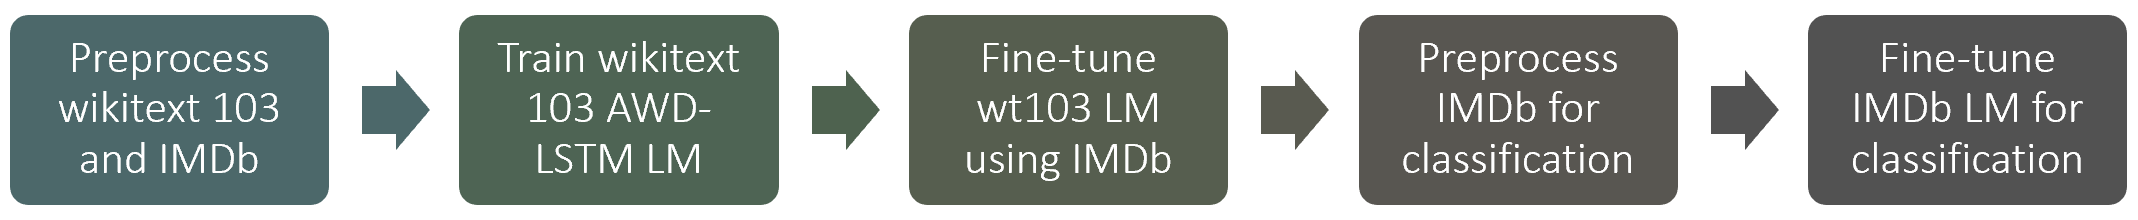 Preprocess
wikitext 103
and IMDb
Train wikitext
103 AWD-
LSTM LM
Fine-tune
wt103 LM
using IMDb
Preprocess
IMDb for
classification
Fine-tune
IMDb LM for
classification